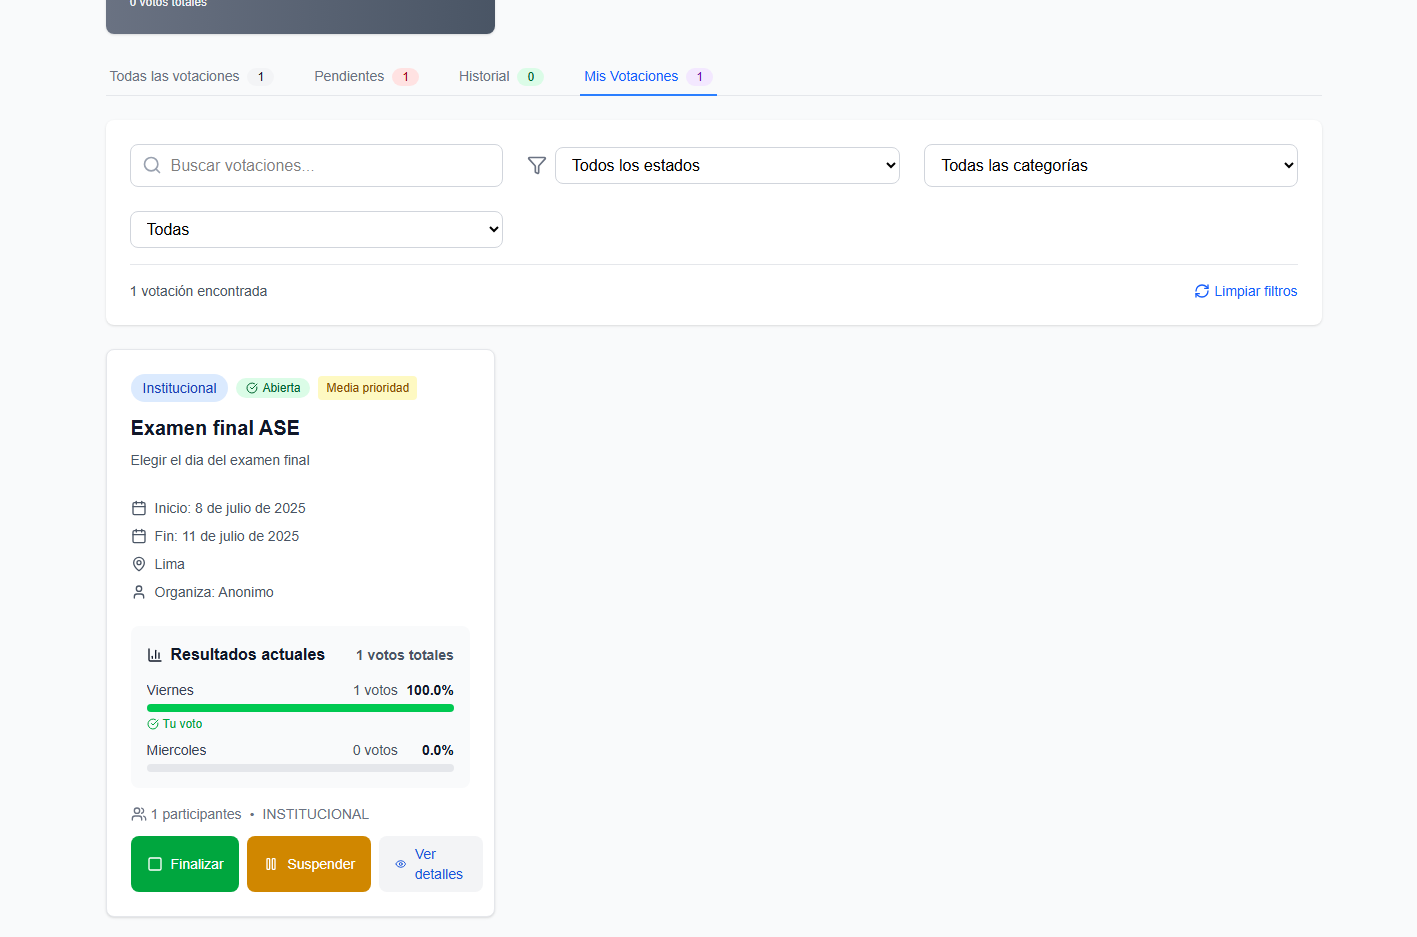 0 votos totales
Todas las votaciones 1 Pendientes 1 Historial 0 Mis Votaciones 1
Buscar votaciones... Todos los estados Todas las categorías
Todas
1 votación encontrada Limpiar filtros
Institucional Abierta Media prioridad
Examen final ASE
Elegir el dia del examen final
Inicio: 8 de julio de 2025
Fin: 11 de julio de 2025
Lima
Organiza: Anonimo
Resultados actuales 1 votos totales
Viernes 1 votos 100.0%
Tu voto
Miercoles 0 votos 0.0%
1 participantes • INSTITUCIONAL
Finalizar Suspender Ver
detalles